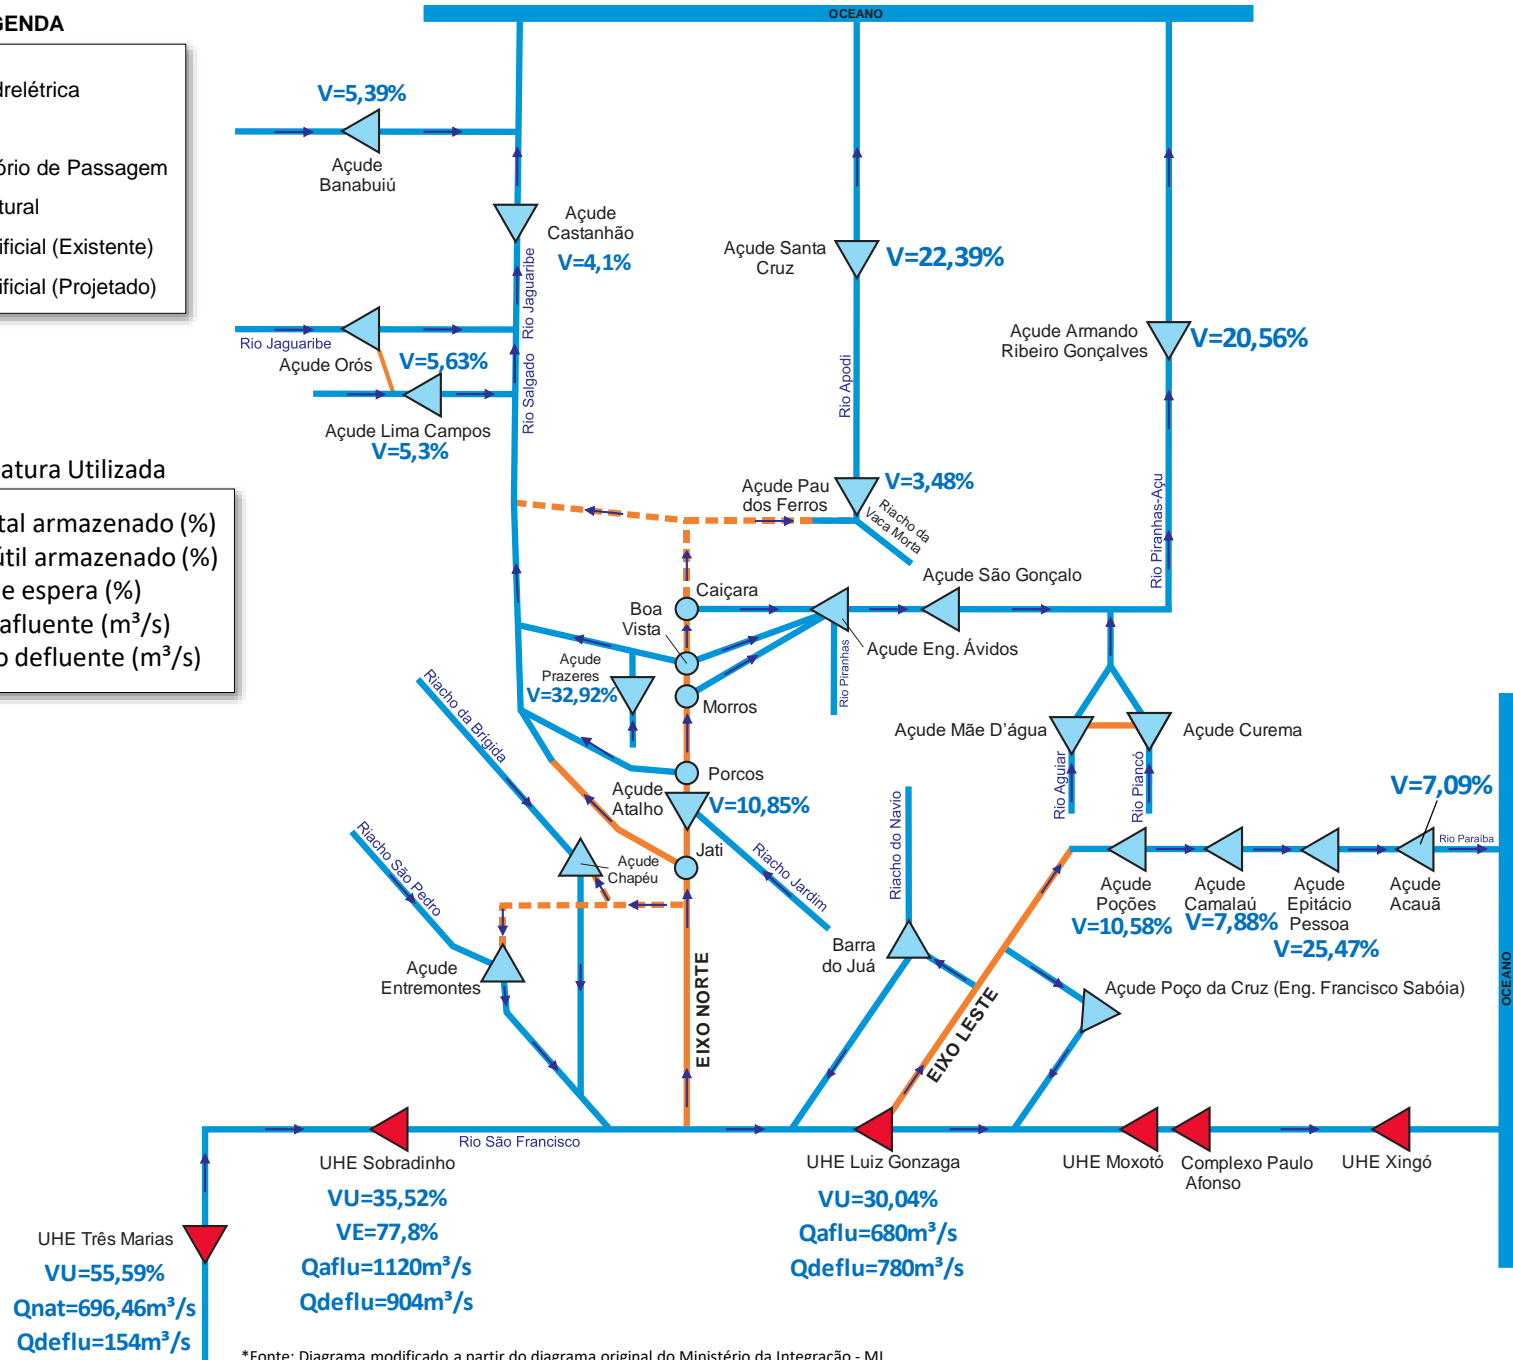 OCEANO
GENDA
drelétrica
ório de Passagem
tural
ificial (Existente)
ificial (Projetado)
V=5,39%
Açude
Banabuiú
Açude
Castanhão
V=4,1%
Rio Jaguaribe
Açude Santa
Cruz
V=22,39%
Rio Jaguaribe
Açude Orós
V=5,63%
Rio Salgado
Açude Lima Campos
V=5,3%
Rio Apodi
Açude Armando
Ribeiro Gonçalves
V=20,56%
atura Utilizada
tal armazenado (%)
útil armazenado (%)
e espera (%)
afluente (m³/s)
o defluente (m³/s)
Açude Pau
dos Ferros
V=3,48%
Riacho da
Vaca Morta
Rio Piranhas-Açu
Açude São Gonçalo
Caiçara
Boa
Vista
Açude Eng. Ávidos
Rio Piranhas
Açude
Prazeres
V=32,92%
Morros
Riacho da Brígida
Porcos
Açude
Atalho
V=10,85%
Açude Mãe D'água
Açude Curema
Rio Aguiar
Rio Piancó
V=7,09%
Rio Paraíba
Riacho São Pedro
Açude
Chapéu
Jati
Riacho Jardim
Riacho do Navio
Açude
Poções
V=10,58%
Açude
Camalaú
V=7,88%
Açude
Epitácio
Pessoa
V=25,47%
Açude
Acauã
Açude
Entremontes
EIXO NORTE
Barra
do Juá
EIXO LESTE
Açude Poço da Cruz (Eng. Francisco Sabóia)
OCEANO
Rio São Francisco
UHE Sobradinho
VU=35,52%
VE=77,8%
Qaflu=1120m³/s
Qdeflu=904m³/s
UHE Luiz Gonzaga
VU=30,04%
Qaflu=680m³/s
Qdeflu=780m³/s
UHE Moxotó
Complexo Paulo
Afonso
UHE Xingó
UHE Três Marias
VU=55,59%
Qnat=696,46m³/s
Qdeflu=154m³/s
*Fonte: Diagrama modificado a partir do diagrama original do Ministério da Integração - MI